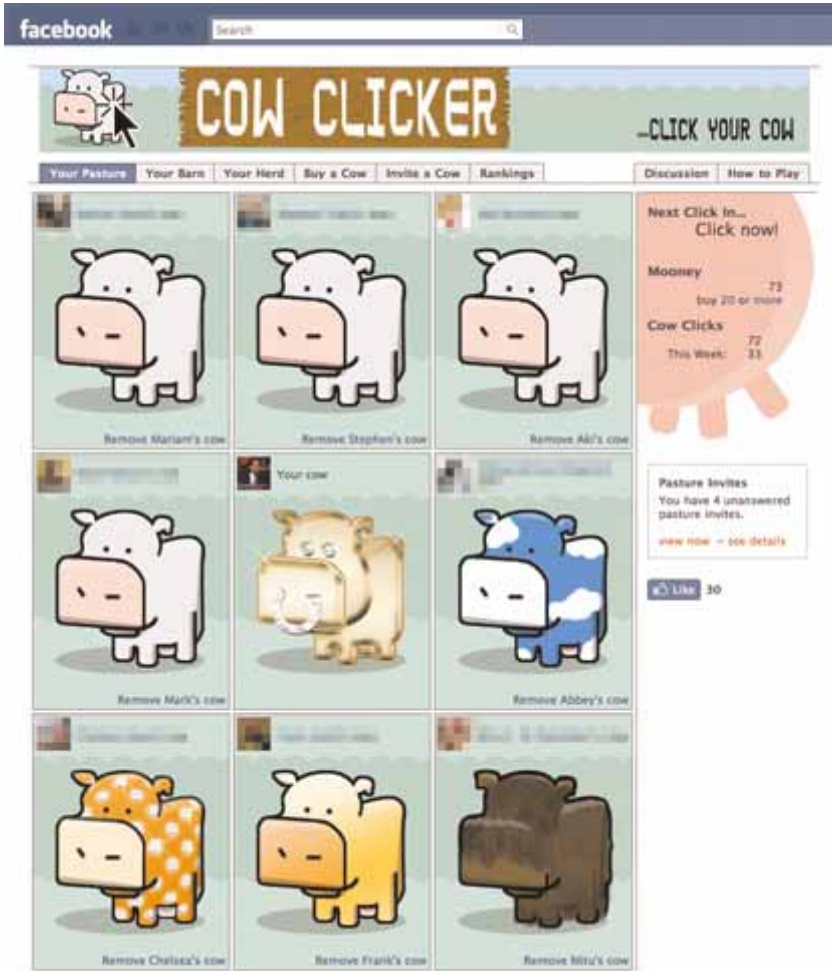 facebook
Search
COW CLICKER
...CLICK YOUR COW
Your Pasture Your Barn Your Herd Buy a Cow Invite a Cow Rankings Discussion How to Play
Next Click In...
Click now!
Mooney
73
buy 20 or more
Cow Clicks
72
This Week: 33
Remove Mariam's cow
Remove Stephen's cow
Remove Aki's cow
Your cow
Pasture Invites
You have 4 unanswered
pasture invites.
view now - see details
Like 30
Remove Mark's cow
Remove Abbey's cow
Remove Chelsea's cow
Remove Frank's cow
Remove Mitu's cow